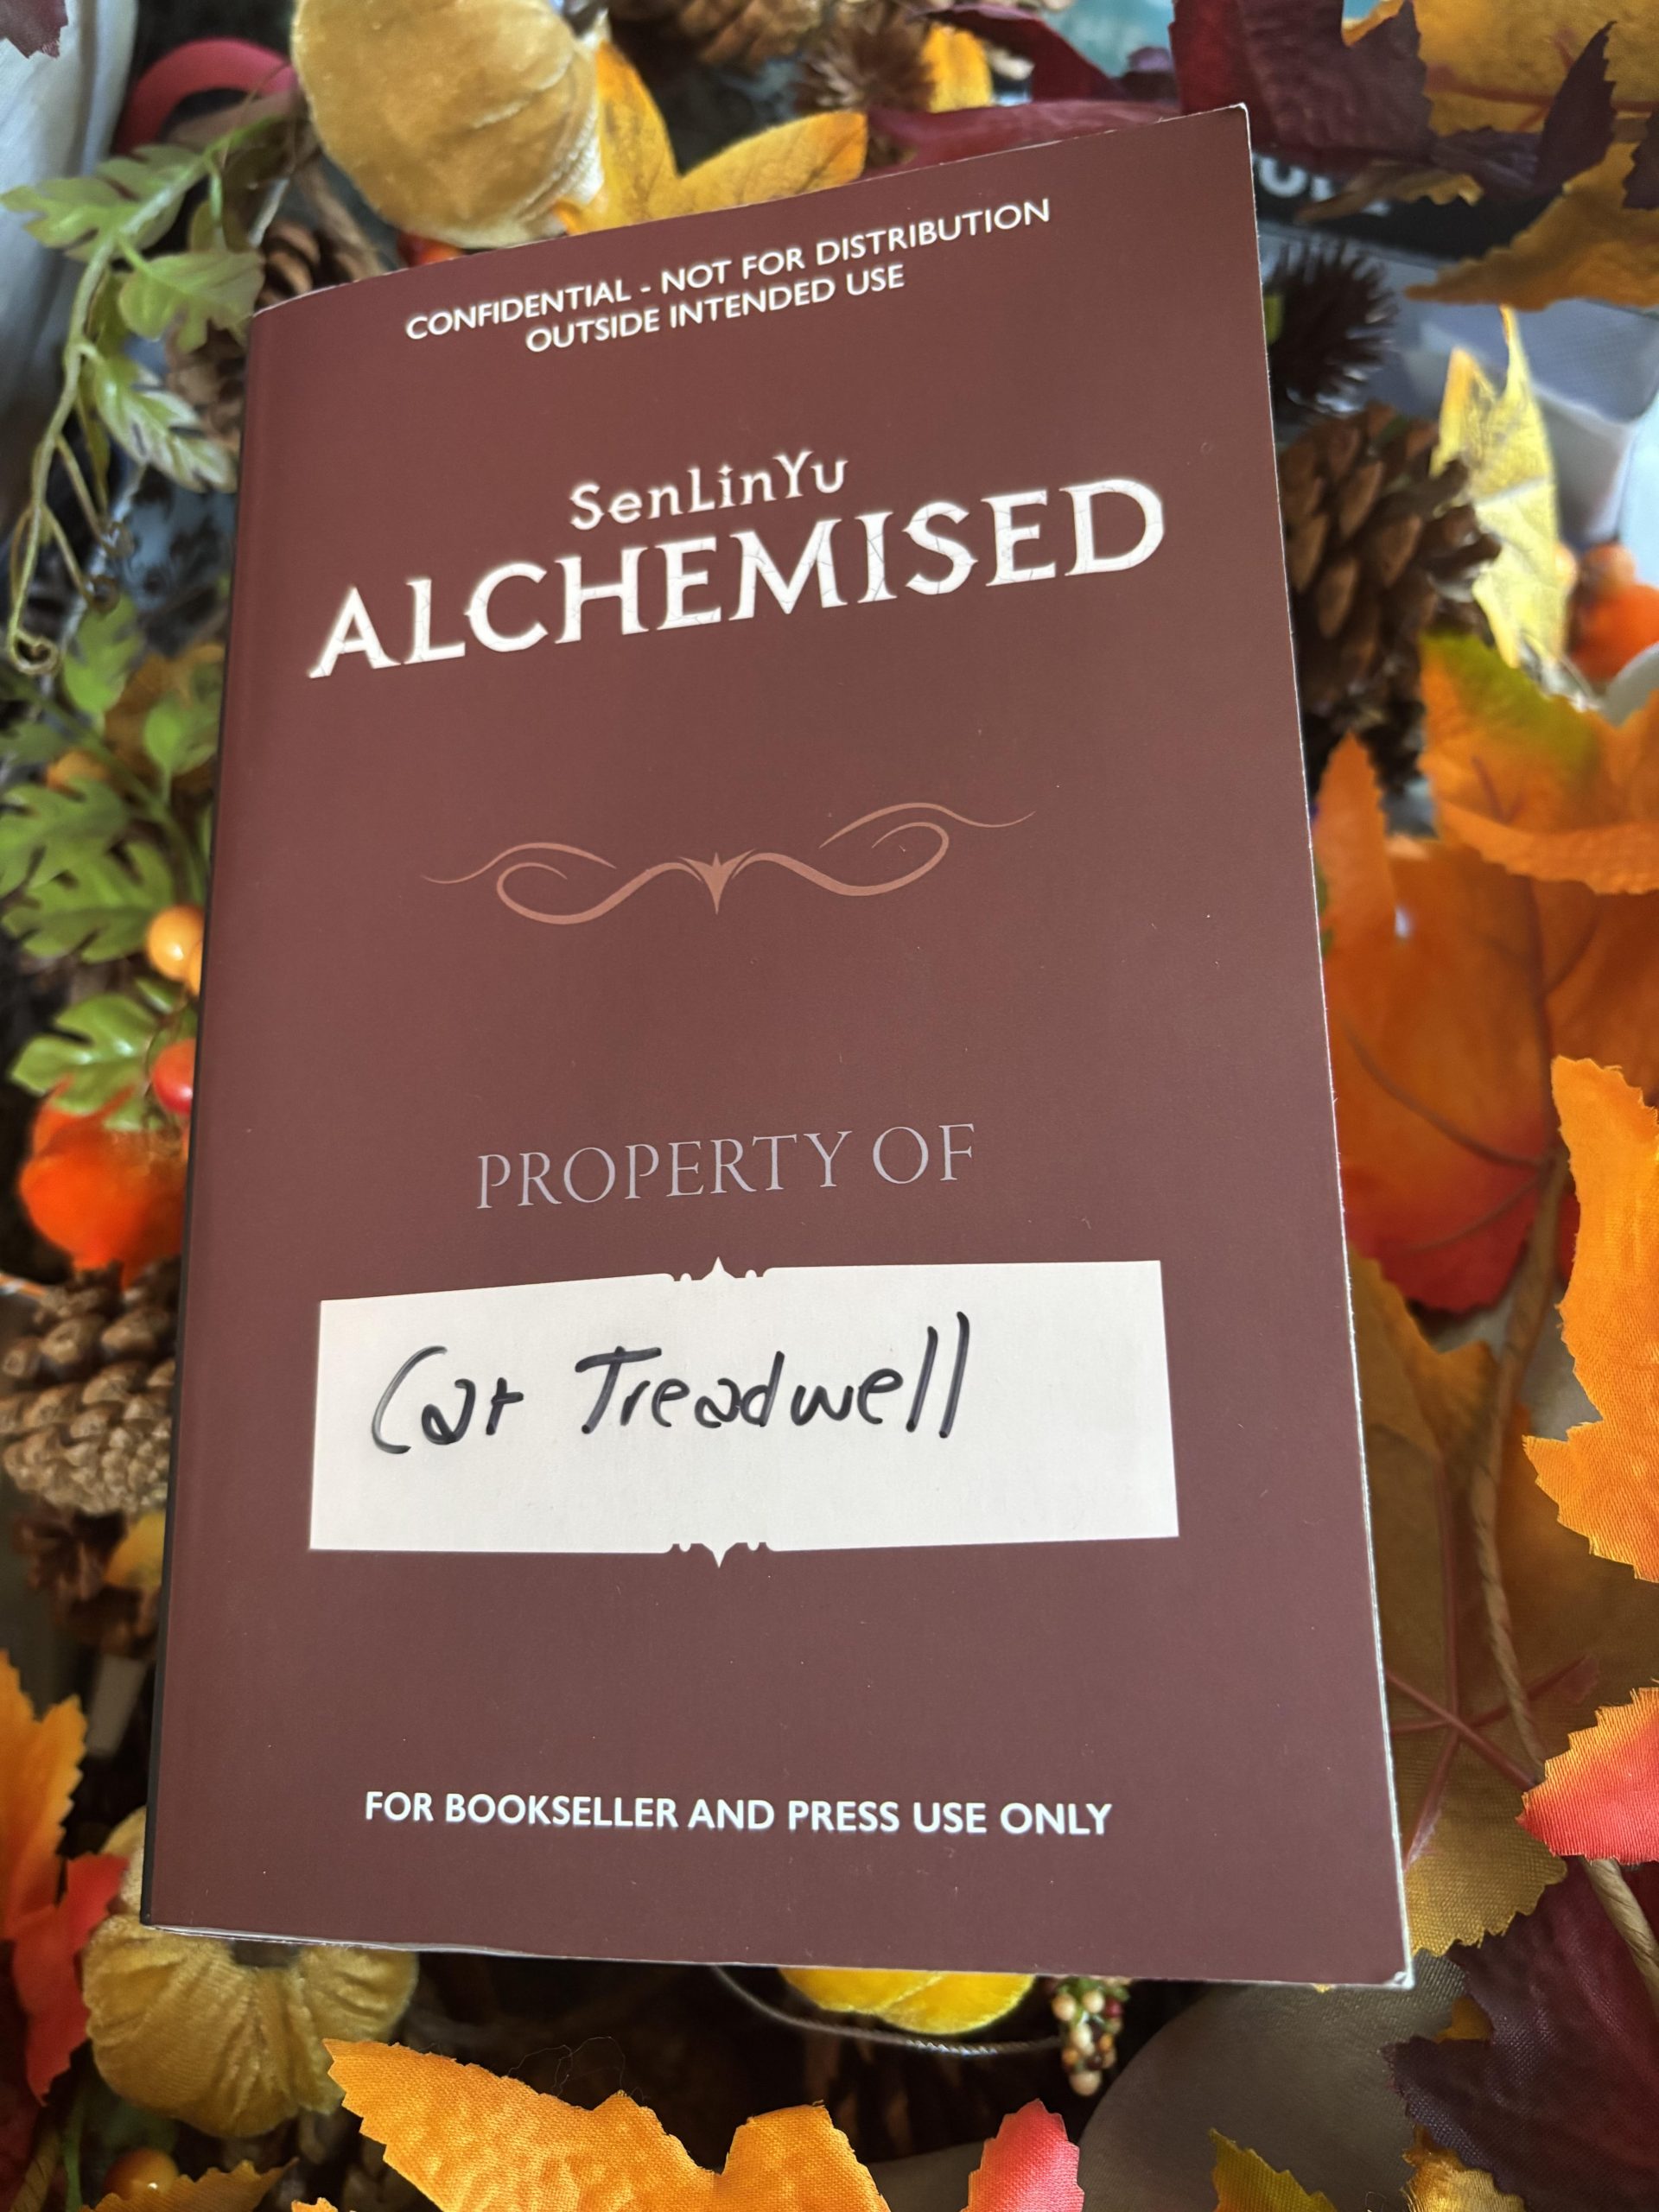 CONFIDENTIAL - NOT FOR DISTRIBUTION
OUTSIDE INTENDED USE
SenLinYu
ALCHEMISED
PROPERTY OF
Cat Treadwell
FOR BOOKSELLER AND PRESS USE ONLY